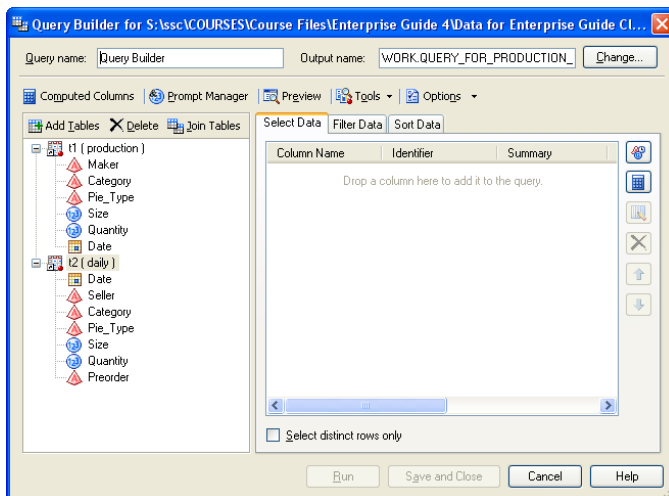 Query Builder for S:\ssc\COURSES\Course Files\Enterprise Guide 4\Data for Enterprise Guide Cl...
Query name: Query Builder Output name: WORK.QUERY_FOR_PRODUCTION_ Change...
Computed Columns Prompt Manager Preview Tools Options
Add Tables Delete Join Tables
Select Data Filter Data Sort Data
t1 ( production )
Maker
Category
Pie_Type
Size
Quantity
Date
t2 ( daily )
Date
Seller
Category
Pie_Type
Size
Quantity
Preorder
Column Name Identifier Summary
Drop a column here to add it to the query.
Select distinct rows only
Run Save and Close Cancel Help